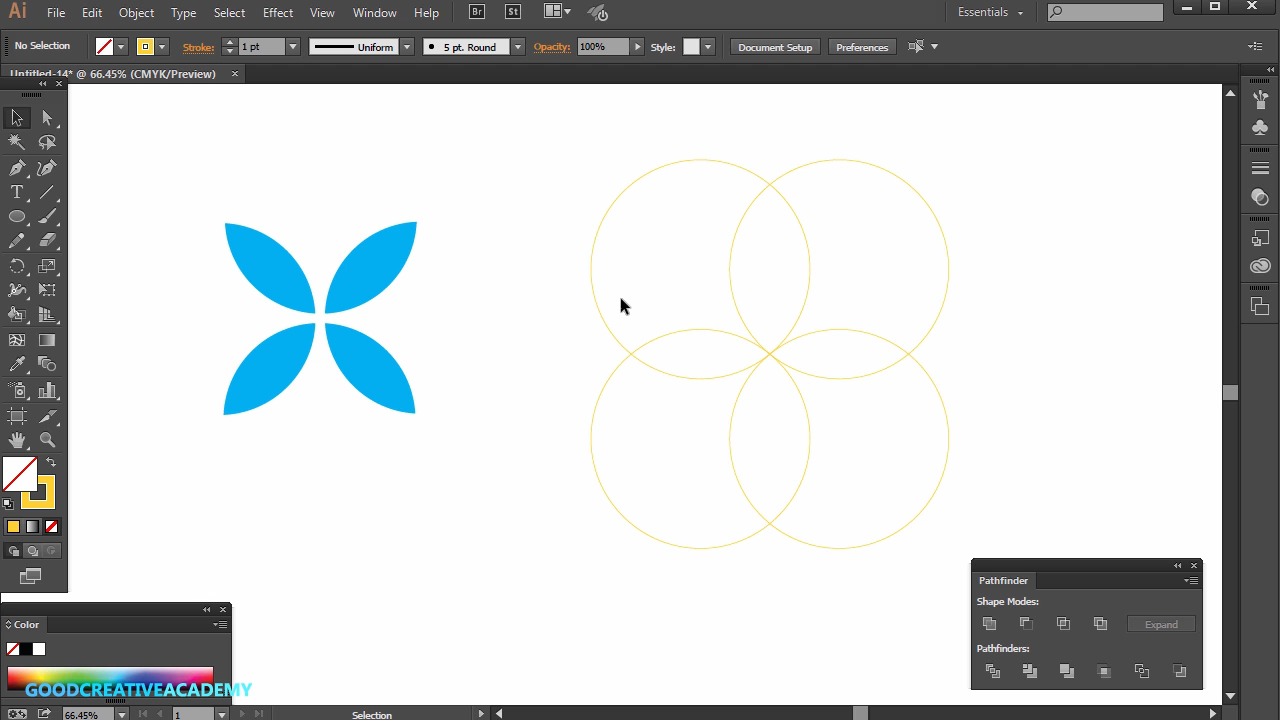 Ai File Edit Object Type Select Effect View Window Help Br St Essentials
No Selection Stroke: 1 pt Uniform 5 pt. Round Opacity: 100% Style: Document Setup Preferences
Untitled-14* @ 66.45% (CMYK/Preview)
T
Pathfinder
Shape Modes:
Expand
Pathfinders:
Color
GOODCREATIVEACADEMY
66.45% 1 Selection